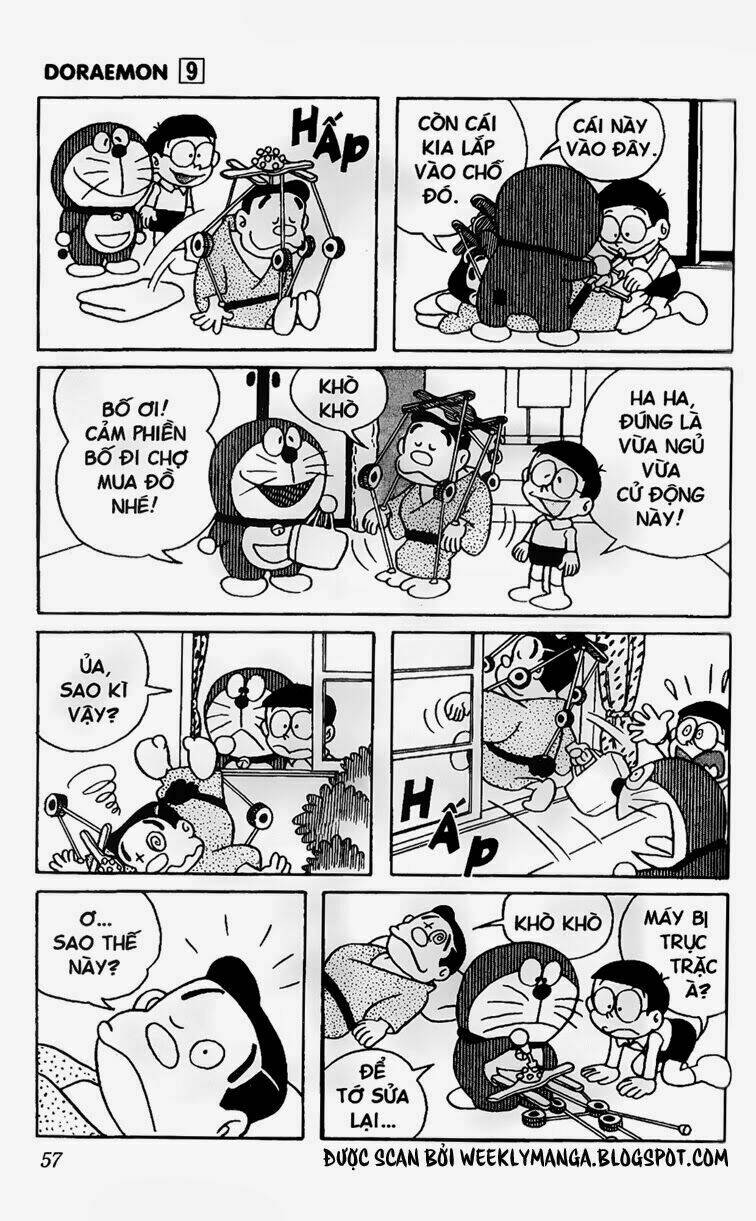 DORAEMON 9
CÁI NÀY
VÀO ĐÂY.
CÒN CÁI
KIA LẮP
VÀO CHỖ
ĐÓ.
HẤP
HA HA,
ĐÚNG LÀ
VỪA NGỦ
VỪA
CỬ ĐỘNG
NÀY!
KHÒ
KHÒ
BỐ ƠI!
CẢM PHIỀN
BỐ ĐI CHỢ
MUA ĐỒ
NHÉ!
HẤP
ỦA,
SAO KÌ
VẬY?
MÁY BỊ
TRỤC
TRẶC
À?
KHÒ KHÒ
ĐỂ
TỚ SỬA
LẠI...
Ơ...
SAO THẾ
NÀY?
57
ĐƯỢC SCAN BỞI WEEKLYMANGA.BLOGSPOT.COM